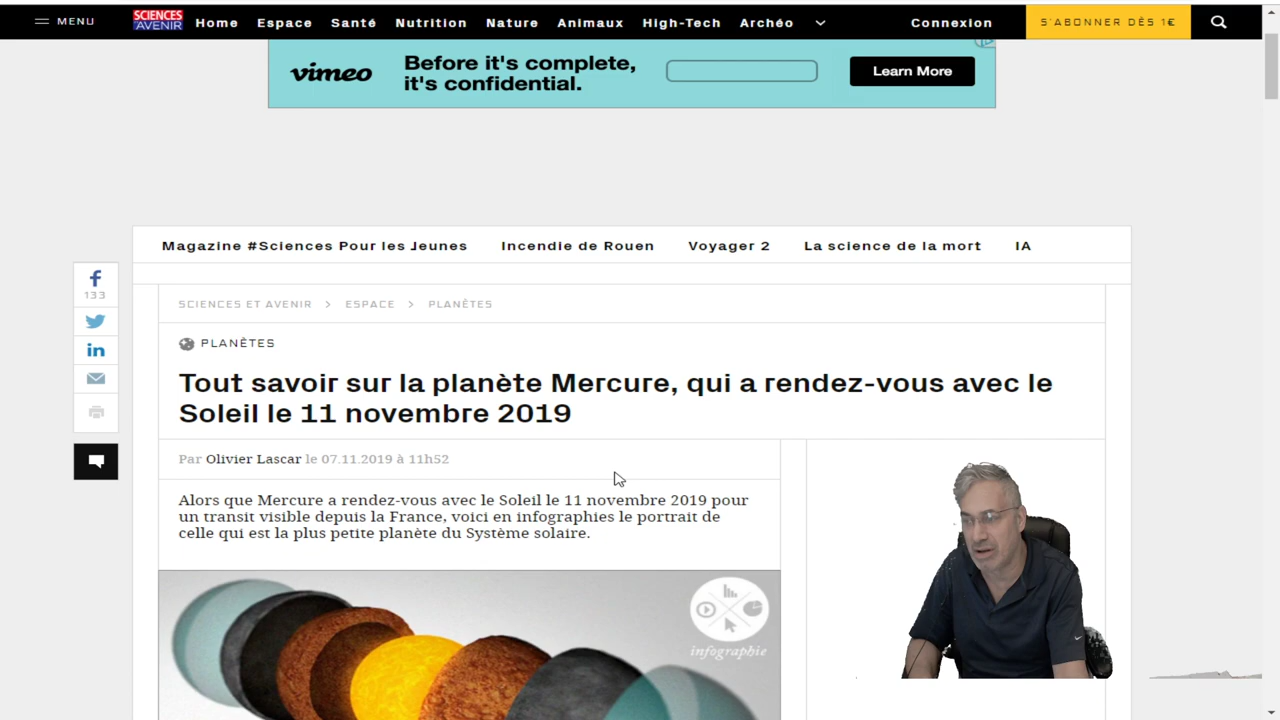 MENU
SCIENCES
AVENIR
Home
Espace
Santé
Nutrition
Nature
Animaux
High-Tech
Archéo
Connexion
S'ABONNER DÈS 1€
vimeo
Before it's complete,
it's confidential.
Learn More
Magazine #Sciences Pour les Jeunes
Incendie de Rouen
Voyager 2
La science de la mort
IA
133
SCIENCES ET AVENIR > ESPACE > PLANÈTES
PLANÈTES
Tout savoir sur la planète Mercure, qui a rendez-vous avec le
Soleil le 11 novembre 2019
Par Olivier Lascar le 07.11.2019 à 11h52
Alors que Mercure a rendez-vous avec le Soleil le 11 novembre 2019 pour
un transit visible depuis la France, voici en infographies le portrait de
celle qui est la plus petite planète du Système solaire.
infographie